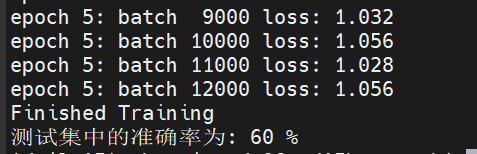 epoch 5: batch  9000 loss: 1.032
epoch 5: batch 10000 loss: 1.056
epoch 5: batch 11000 loss: 1.028
epoch 5: batch 12000 loss: 1.056
Finished Training
测试集中的准确率为: 60 %